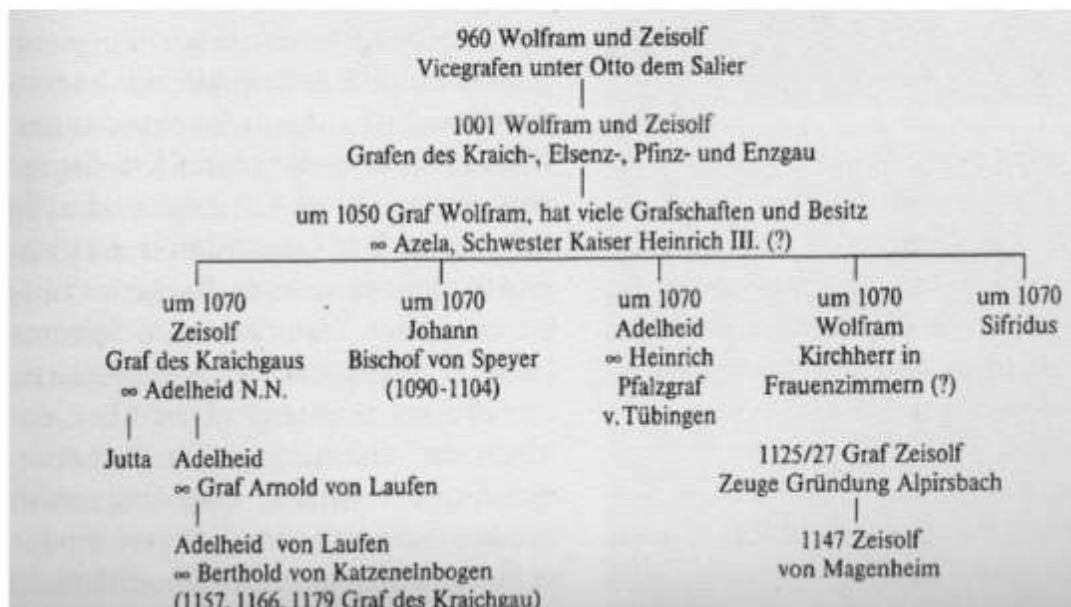 960 Wolfram und Zeisolf
Vicegrafen unter Otto dem Salier
1001 Wolfram und Zeisolf
Grafen des Kraich-, Elsenz-, Pfinz- und Enzgau
um 1050 Graf Wolfram, hat viele Grafschaften und Besitz
∞ Azela, Schwester Kaiser Heinrich III. (?)
um 1070
Zeisolf
Graf des Kraichgaus
∞ Adelheid N.N.
um 1070
Johann
Bischof von Speyer
(1090-1104)
um 1070
Adelheid
∞ Heinrich
Pfalzgraf
v. Tübingen
um 1070
Wolfram
Kirchherr in
Frauenzimmern (?)
um 1070
Sifridus
Jutta
Adelheid
∞ Graf Arnold von Laufen
Adelheid von Laufen
∞ Berthold von Katzenelnbogen
(1157, 1166, 1179 Graf des Kraichgau)
1125/27 Graf Zeisolf
Zeuge Gründung Alpirsbach
1147 Zeisolf
von Magenheim